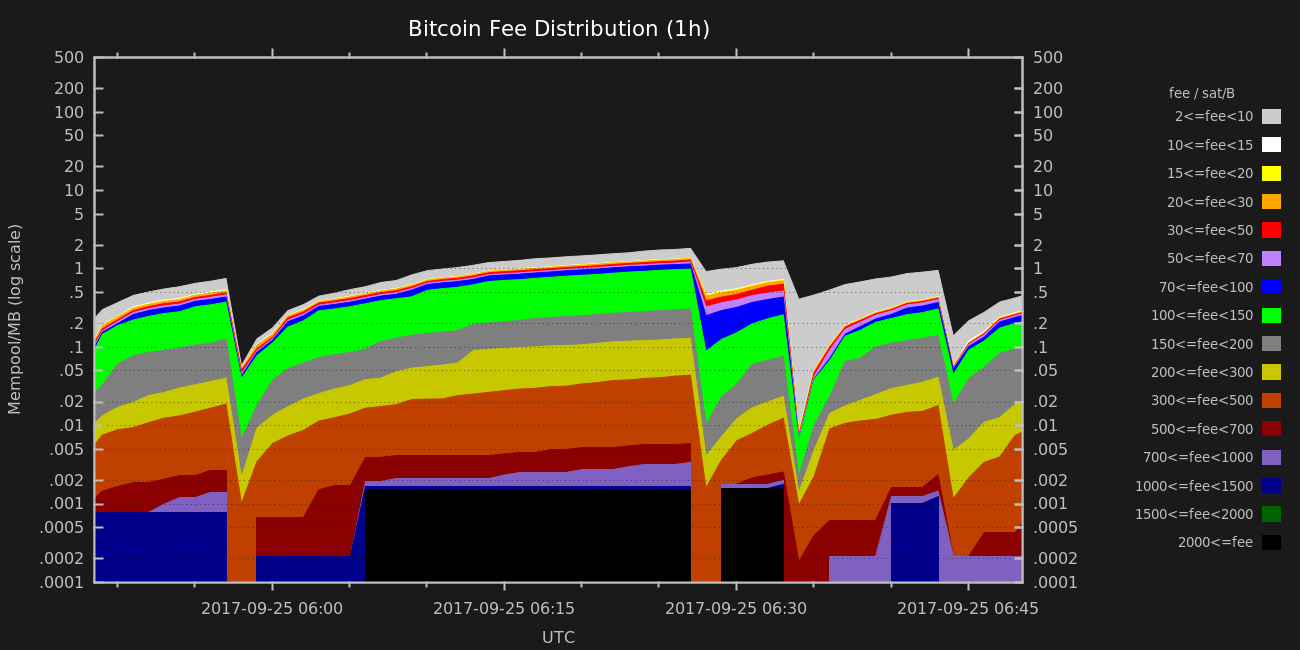 Bitcoin Fee Distribution (1h)
Mempool/MB (log scale)
500
200
100
50
20
10
5
2
1
.5
.2
.1
.05
.02
.01
.005
.002
.001
.0005
.0002
.0001
500
200
100
50
20
10
5
2
1
.5
.2
.1
.05
.02
.01
.005
.002
.001
.0005
.0002
.0001
2017-09-25 06:00
2017-09-25 06:15
2017-09-25 06:30
2017-09-25 06:45
UTC
fee / sat/B
2<=fee<10
10<=fee<15
15<=fee<20
20<=fee<30
30<=fee<50
50<=fee<70
70<=fee<100
100<=fee<150
150<=fee<200
200<=fee<300
300<=fee<500
500<=fee<700
700<=fee<1000
1000<=fee<1500
1500<=fee<2000
2000<=fee